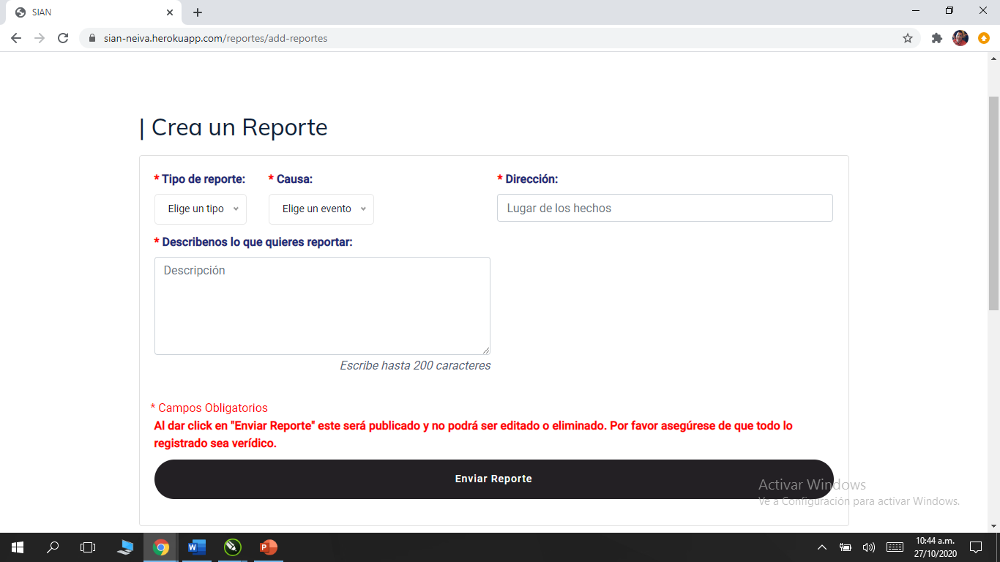 SIAN
sian-neiva.herokuapp.com/reportes/add-reportes
| Crea un Reporte
* Tipo de reporte: * Causa: * Dirección:
Elige un tipo Elige un evento Lugar de los hechos
* Describenos lo que quieres reportar:
Descripción
Escribe hasta 200 caracteres
* Campos Obligatorios
Al dar click en "Enviar Reporte" este será publicado y no podrá ser editado o eliminado. Por favor asegúrese de que todo lo
registrado sea verídico.
Enviar Reporte
Activar Windows
Ve a Configuración para activar Windows.
10:44 a.m.
27/10/2020